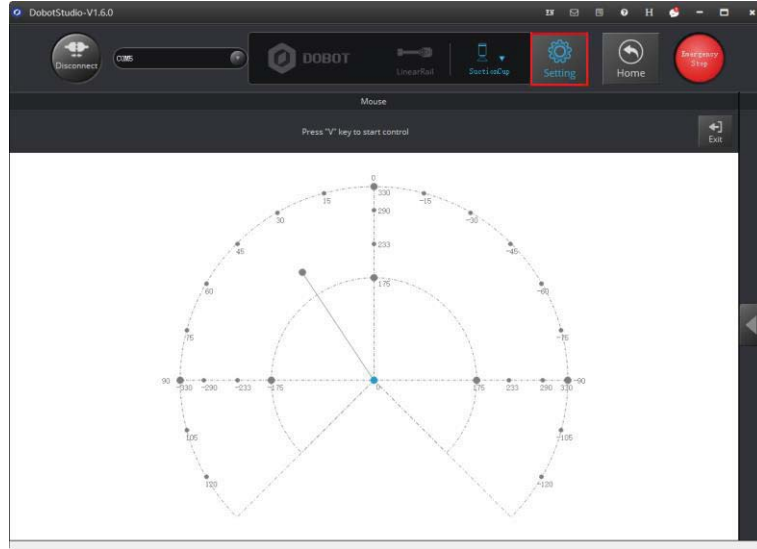 DobotStudio-V1.6.0
H
Disconnect
COM5
DOBOT
LinearRail
SuctionCup
Setting
Home
Emergency Stop
Mouse
Press "V" key to start control
Exit
0
330
15
-15
290
30
-30
233
45
-45
175
60
-60
75
-75
90
-330
-290
-233
-175
0
175
233
290
330
-90
105
-105
120
-120